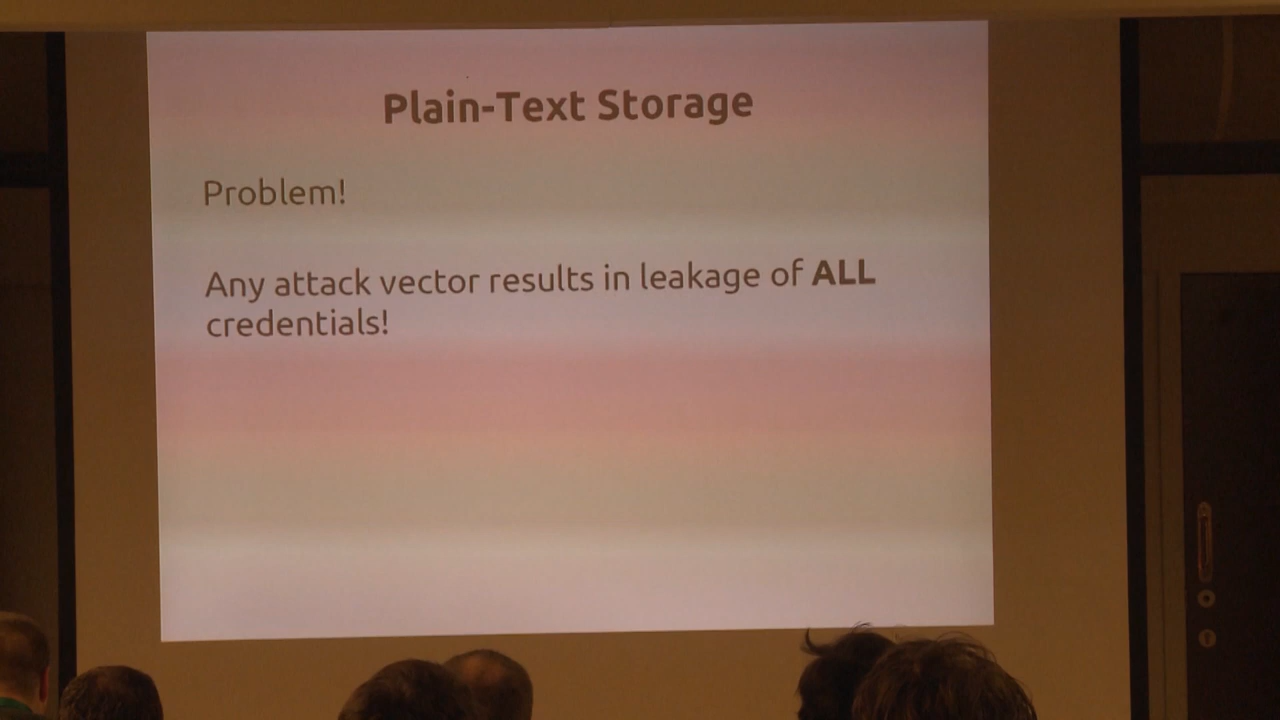 Plain-Text Storage
Problem!
Any attack vector results in leakage of ALL
credentials!